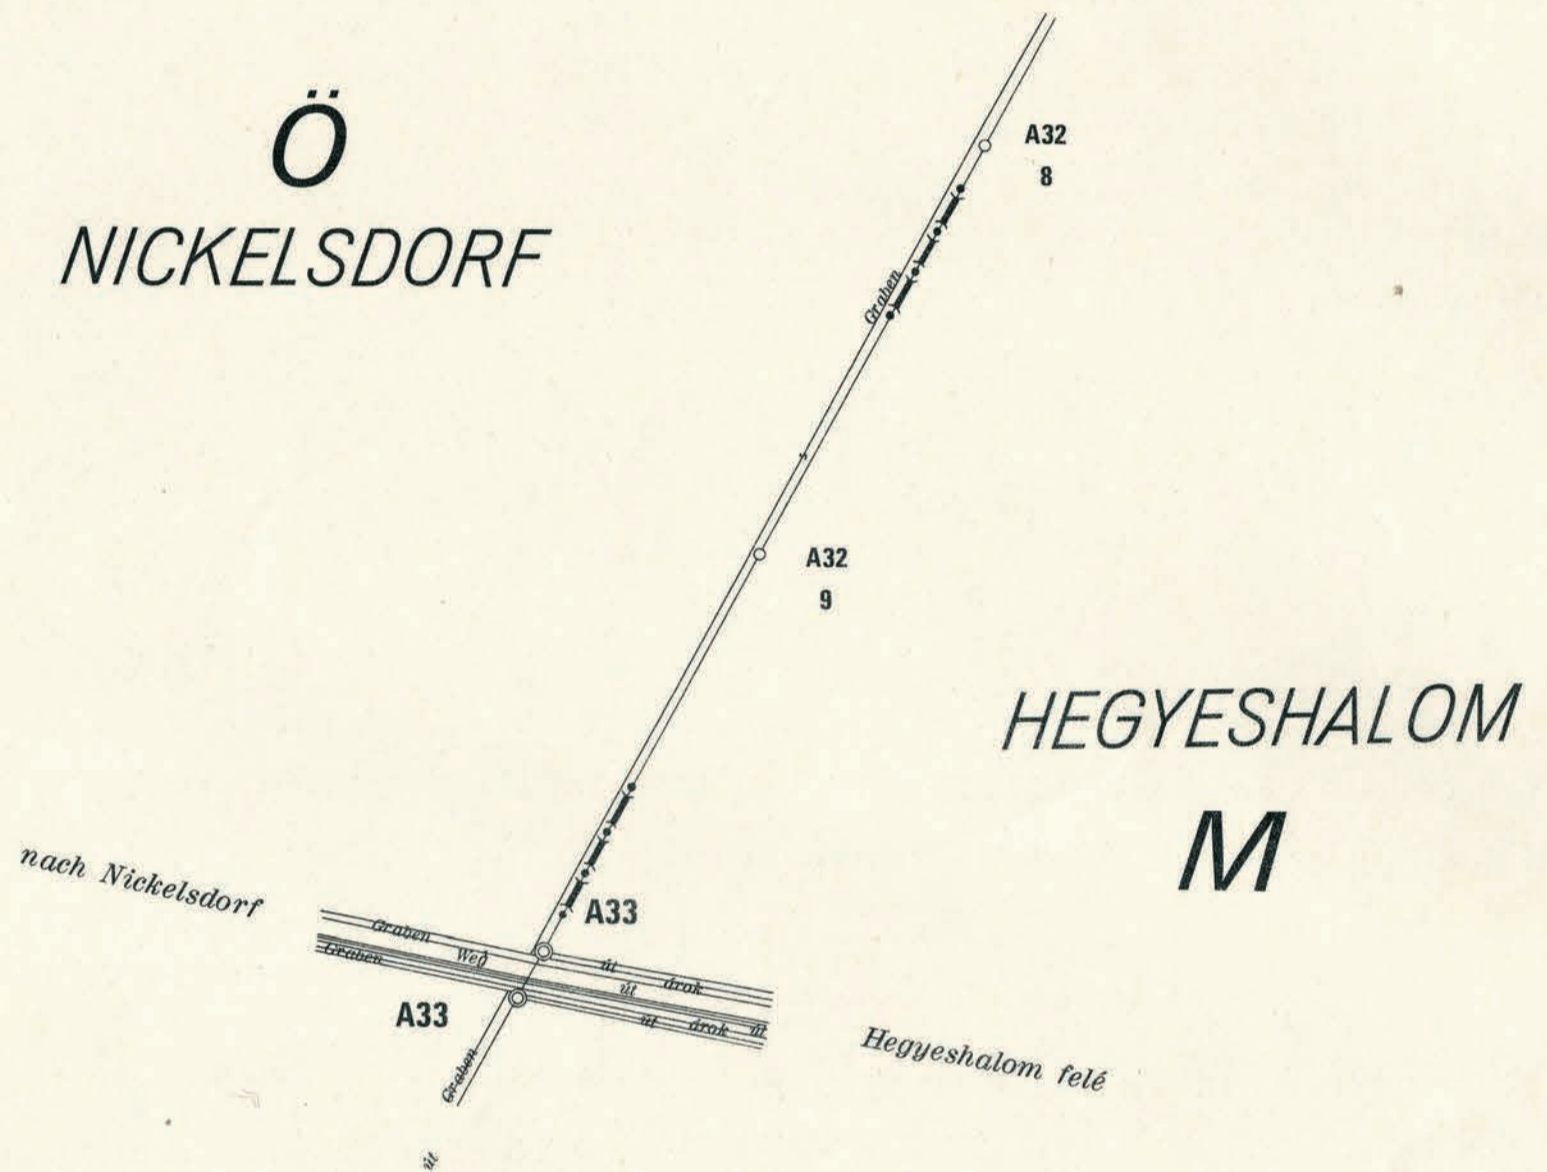 Ö
NICKELSDORF
A32
8
Graben
A32
9
HEGYESHALOM
M
nach Nickelsdorf
A33
Graben
Weg
út
árok
Graben
út
út
árok
út
A33
Hegyeshalom felé
Graben
út